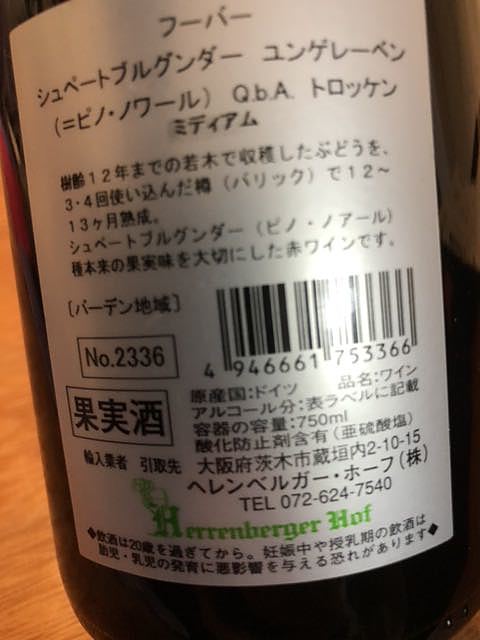 フーバー
シュペートブルグンダー ユンゲレーベン
(=ピノ・ノワール) Q.b.A. トロッケン
ミディアム
樹齢12年までの若木で収穫したぶどうを、
3・4回使い込んだ樽(バリック)で12~
13ヶ月熟成。
シュペートブルグンダー(ピノ・ノアール)
種本来の果実味を大切にした赤ワインです。
[バーデン地域]
No.2336
4 946661 753366
果実酒
原産国:ドイツ 品名:ワイン
アルコール分:表ラベルに記載
容器の容量:750ml
酸化防止剤含有(亜硫酸塩)
輸入業者 引取先 大阪府茨木市蔵垣内2-10-15
ヘレンベルガー・ホーフ(株)
TEL 072-624-7540
Herrenberger Hof
◆飲酒は20歳を過ぎてから。妊娠中や授乳期の飲酒は
胎児・乳児の発育に悪影響を与える恐れがあります◆